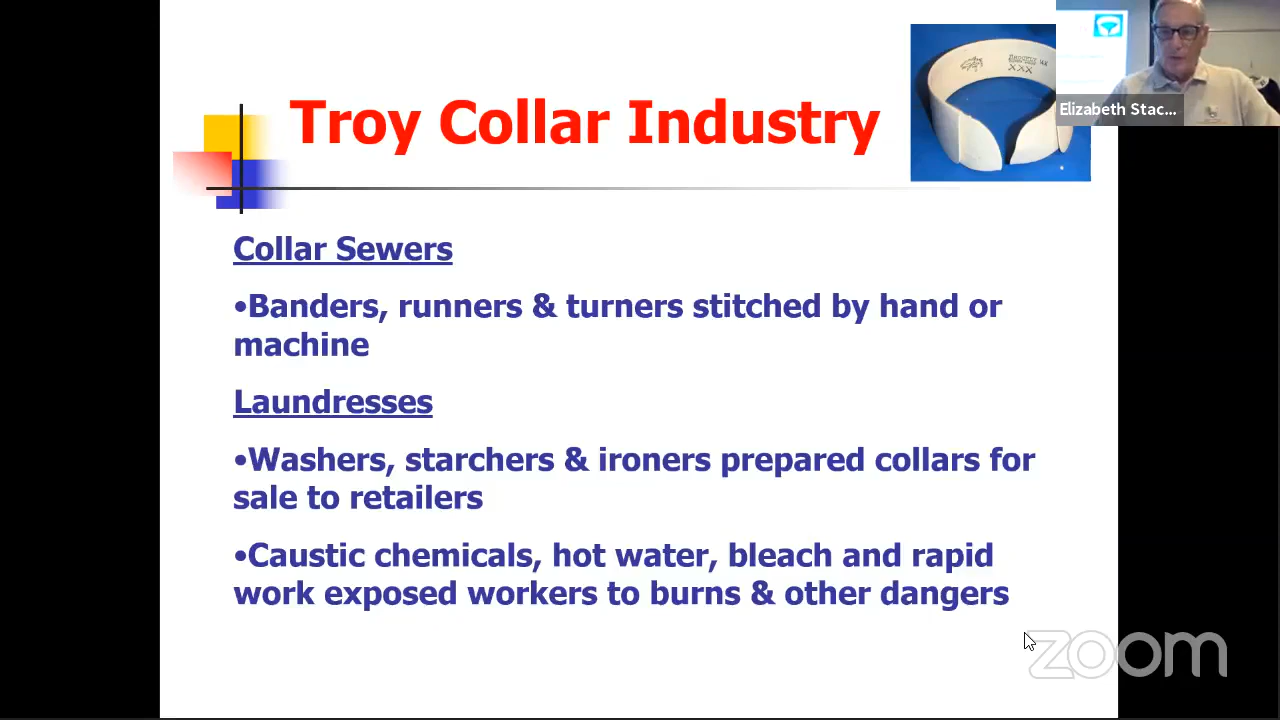 Troy Collar Industry
XXX
Elizabeth Stac...
Collar Sewers
•Banders, runners & turners stitched by hand or
machine
Laundresses
•Washers, starchers & ironers prepared collars for
sale to retailers
•Caustic chemicals, hot water, bleach and rapid
work exposed workers to burns & other dangers
zoom